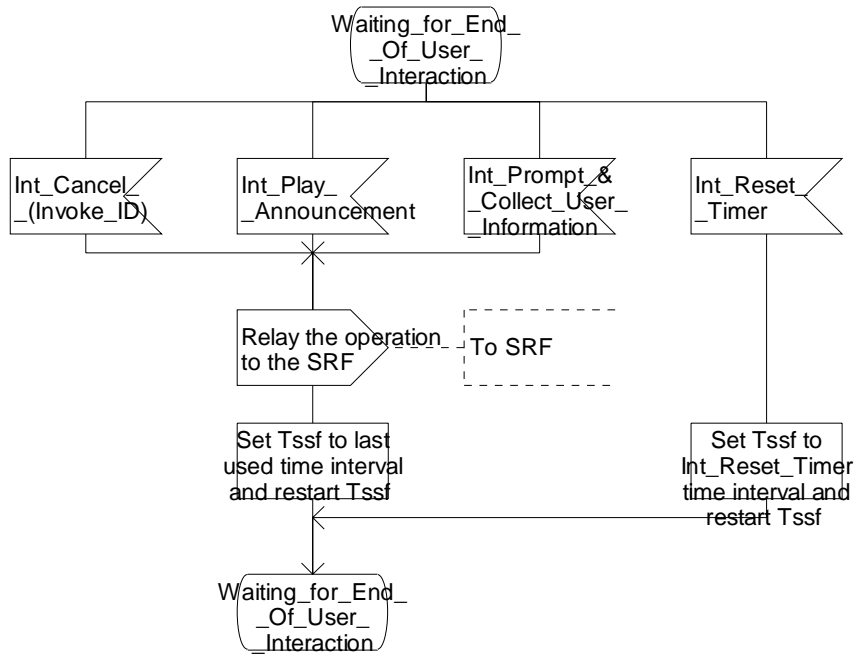 Waiting_for_End_
_Of_User_
_Interaction
Int_Cancel_
_(Invoke_ID)
Int_Play_
_Announcement
Int_Prompt_&
_Collect_User_
_Information
Int_Reset_
_Timer
Relay the operation
to the SRF
To SRF
Set Tssf to last
used time interval
and restart Tssf
Set Tssf to
Int_Reset_Timer
time interval and
restart Tssf
Waiting_for_End_
_Of_User_
_Interaction